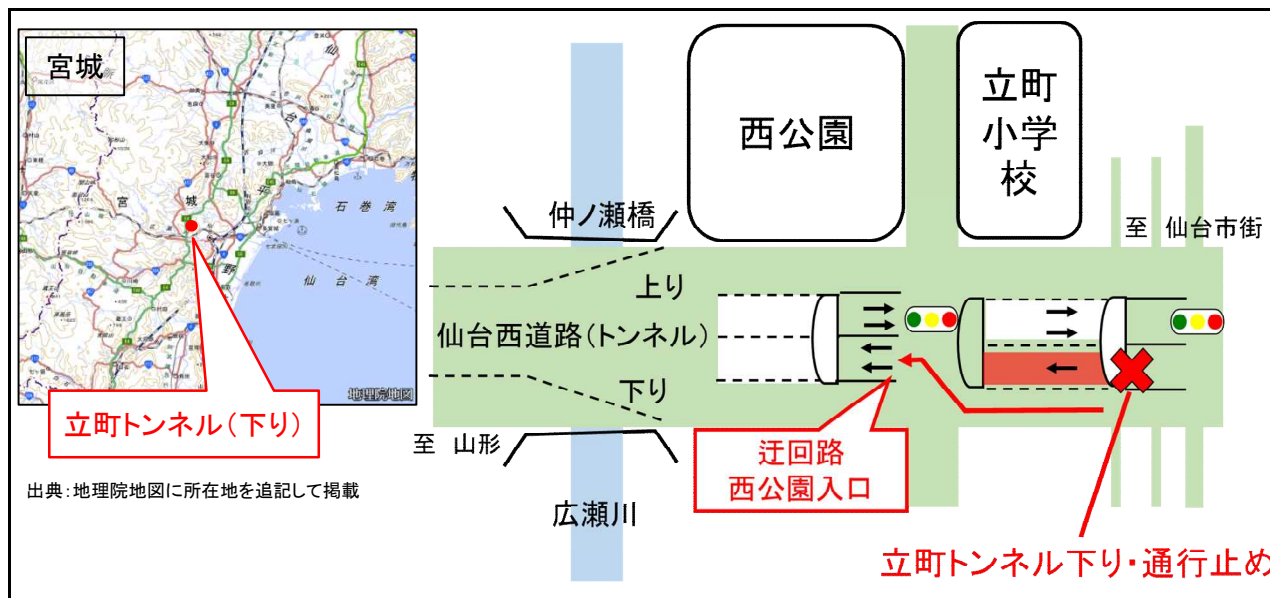 宮城
石巻湾
仙台湾
地理院地図
立町トンネル(下り)
出典:地理院地図に所在地を追記して掲載
西公園
立町
小学
校
仲ノ瀬橋
至 仙台市街
上り
仙台西道路(トンネル)
下り
至 山形
迂回路
西公園入口
広瀬川
立町トンネル下り・通行止め